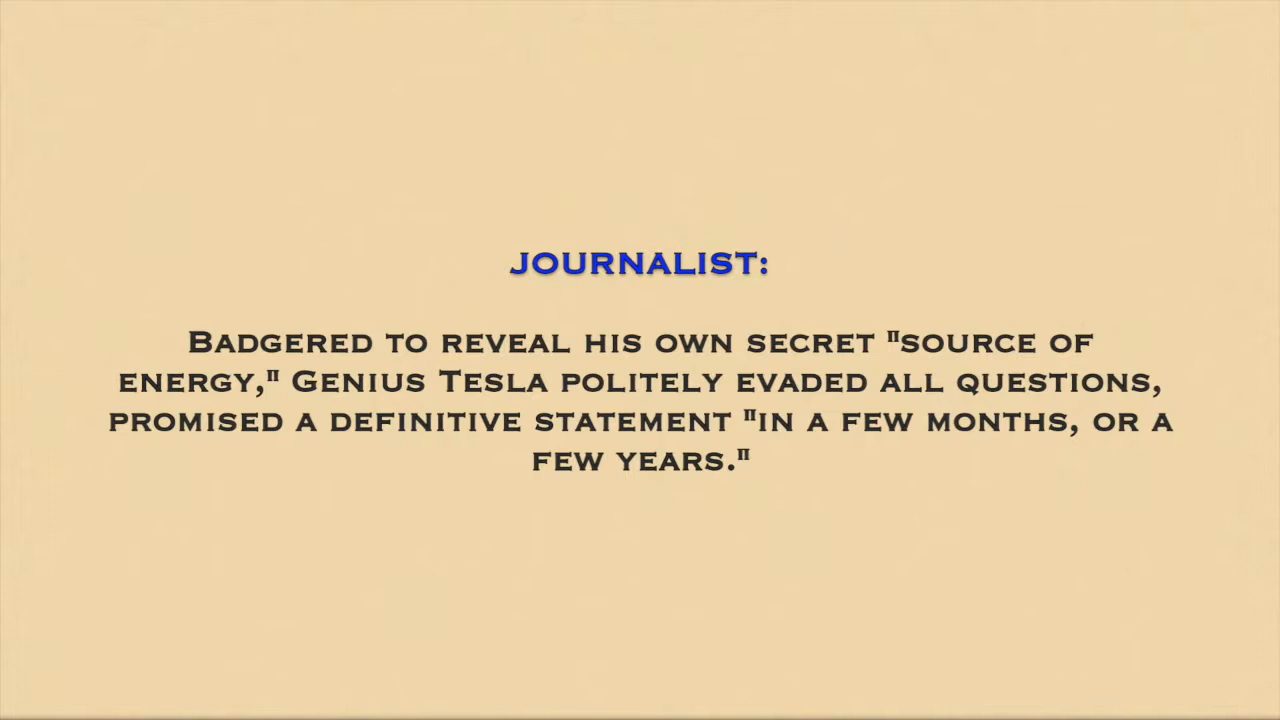 JOURNALIST:
Badgered to reveal his own secret "source of
energy," Genius Tesla politely evaded all questions,
promised a definitive statement "in a few months, or a
few years."